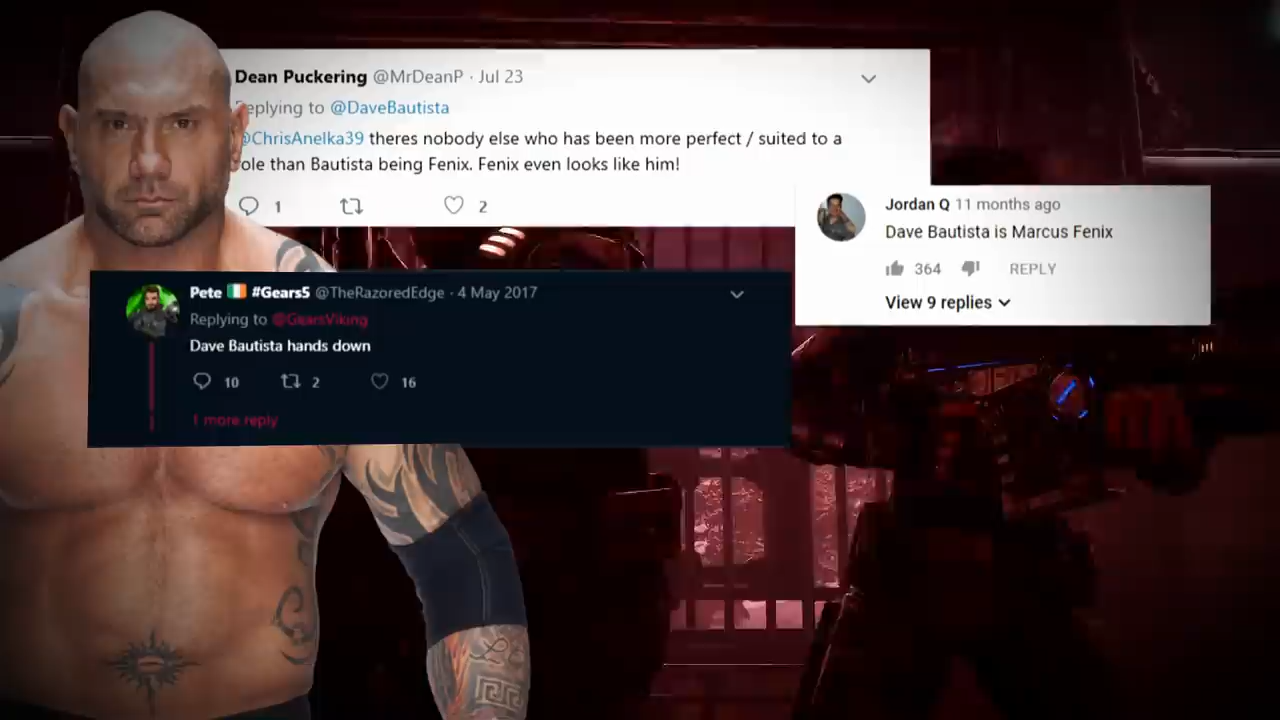 Dean Puckering @MrDeanP · Jul 23
eplying to @DaveBautista
@ChrisAnelka39 theres nobody else who has been more perfect / suited to a
ole than Bautista being Fenix. Fenix even looks like him!
1 2
Jordan Q 11 months ago
Dave Bautista is Marcus Fenix
364 REPLY
View 9 replies
Pete #Gears5 @TheRazoredEdge · 4 May 2017
Replying to @GearsViking
Dave Bautista hands down
10 2 16
1 more reply